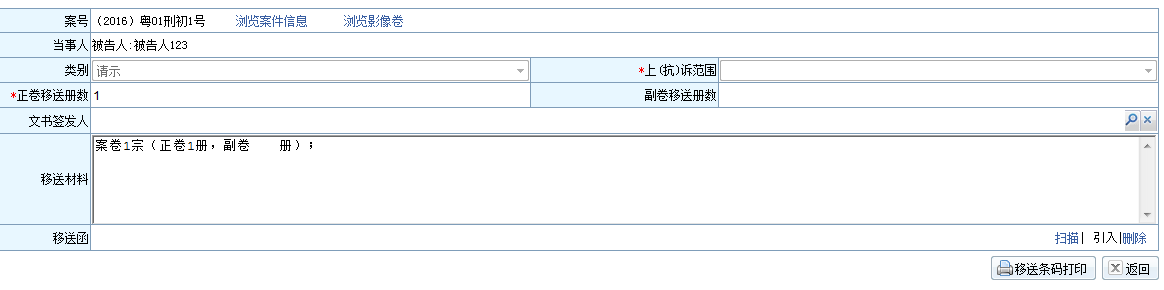 案号 (2016) 粤01刑初1号 浏览案件信息 浏览影像卷
当事人 被告人:被告人123
类别 请示 *上(抗)诉范围
*正卷移送册数 1 副卷移送册数
文书签发人
移送材料 案卷1宗(正卷1册，副卷 册)；
移送函 扫描| 引入|删除
移送条码打印 返回